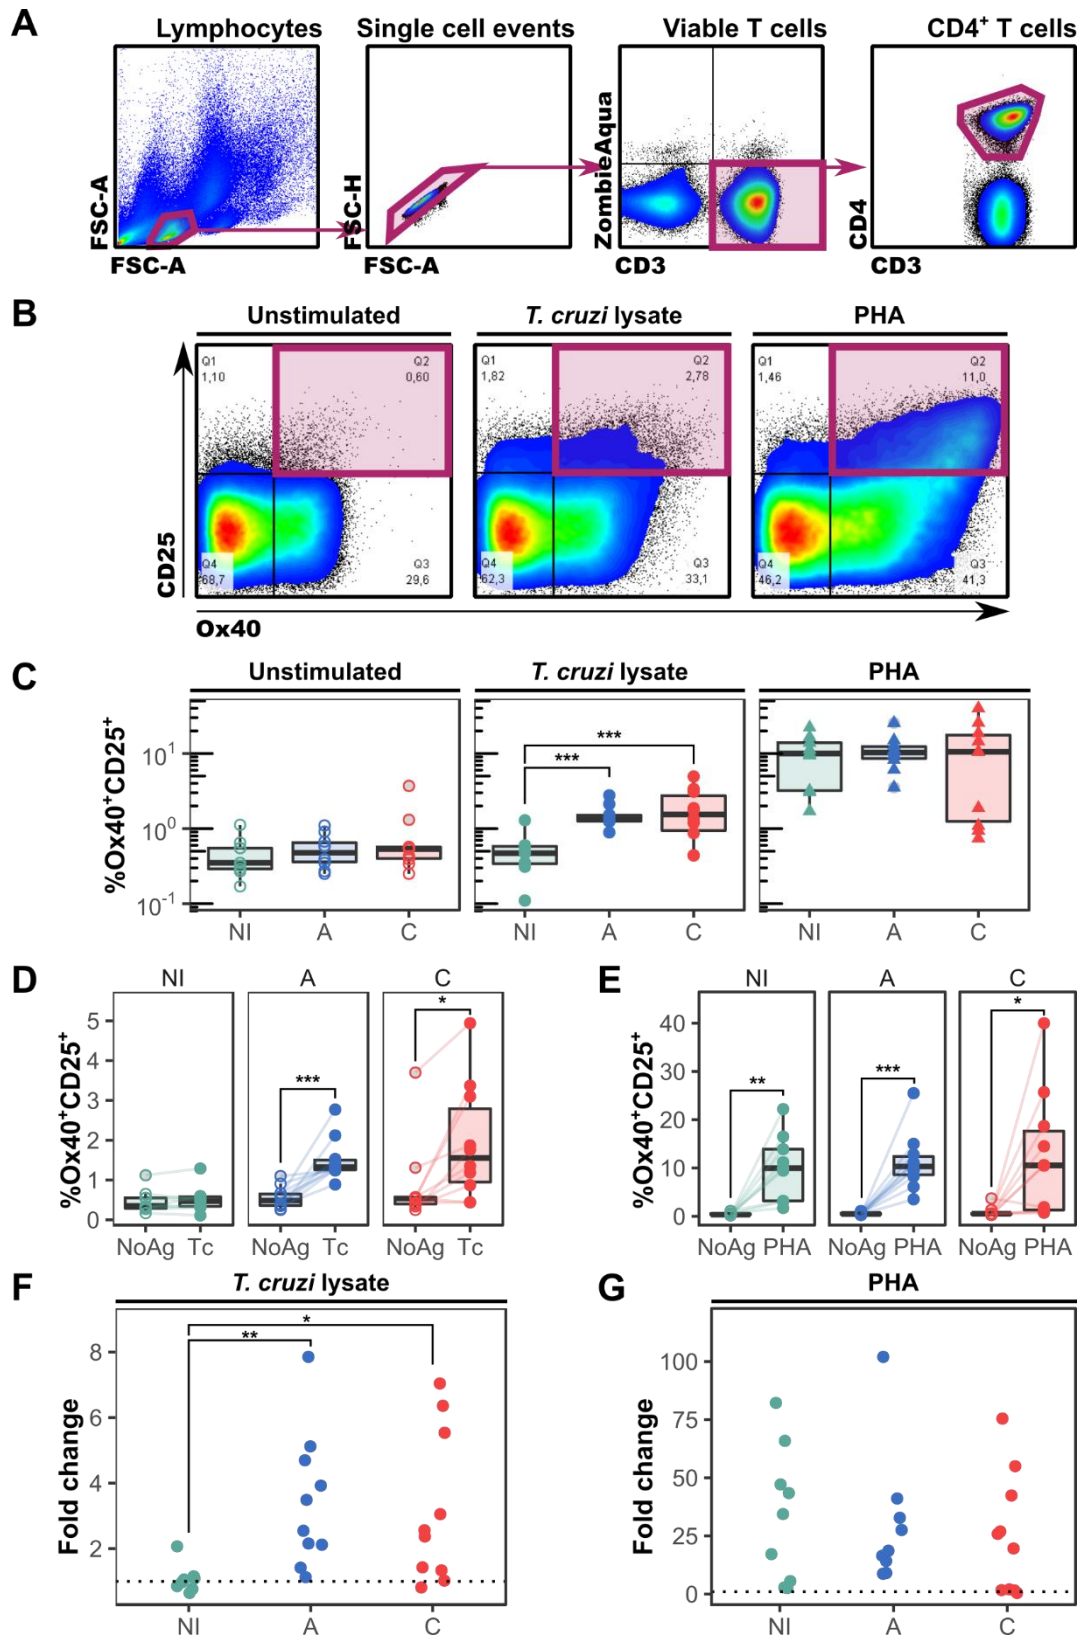 A
Lymphocytes
Single cell events
Viable T cells
CD4⁺ T cells
FSC-A
FSC-A
FSC-H
FSC-A
ZombieAqua
CD3
CD4
CD3
B
Unstimulated
T. cruzi lysate
PHA
Q1
1,10
Q2
0,60
Q4
68,7
Q3
29,6
Q1
1,82
Q2
2,78
Q4
62,3
Q3
33,1
Q1
1,46
Q2
11,0
Q4
46,2
Q3
41,3
CD25
Ox40
C
Unstimulated
T. cruzi lysate
PHA
%Ox40⁺CD25⁺
10¹
10⁰
10⁻¹
***
***
NI A C
NI A C
NI A C
D
NI
A
C
%Ox40⁺CD25⁺
5
4
3
2
1
0
***
*
NoAg Tc
NoAg Tc
NoAg Tc
E
NI
A
C
%Ox40⁺CD25⁺
40
30
20
10
0
**
***
*
NoAg PHA
NoAg PHA
NoAg PHA
F
T. cruzi lysate
Fold change
8
6
4
2
*
**
NI A C
G
PHA
Fold change
100
75
50
25
0
NI A C